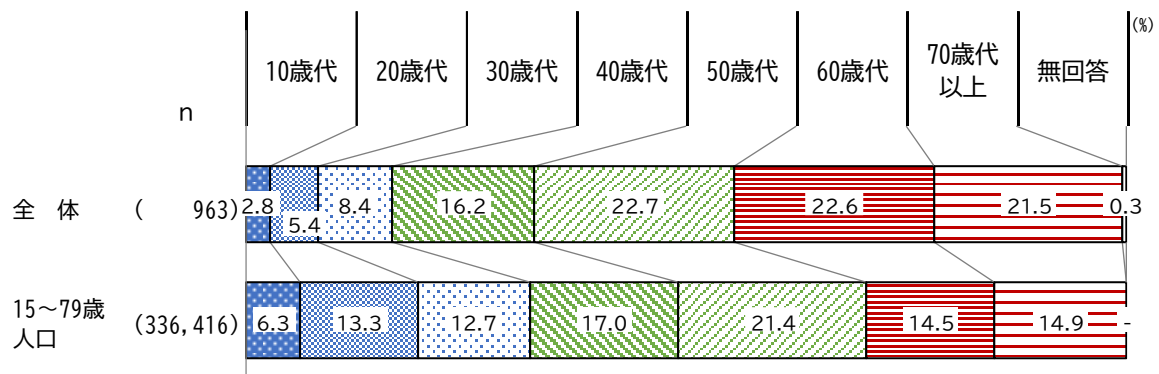 (%)
10歳代 20歳代 30歳代 40歳代 50歳代 60歳代 70歳代以上 無回答
n
全 体 ( 963) 2.8 5.4 8.4 16.2 22.7 22.6 21.5 0.3
15～79歳人口 (336,416) 6.3 13.3 12.7 17.0 21.4 14.5 14.9 -